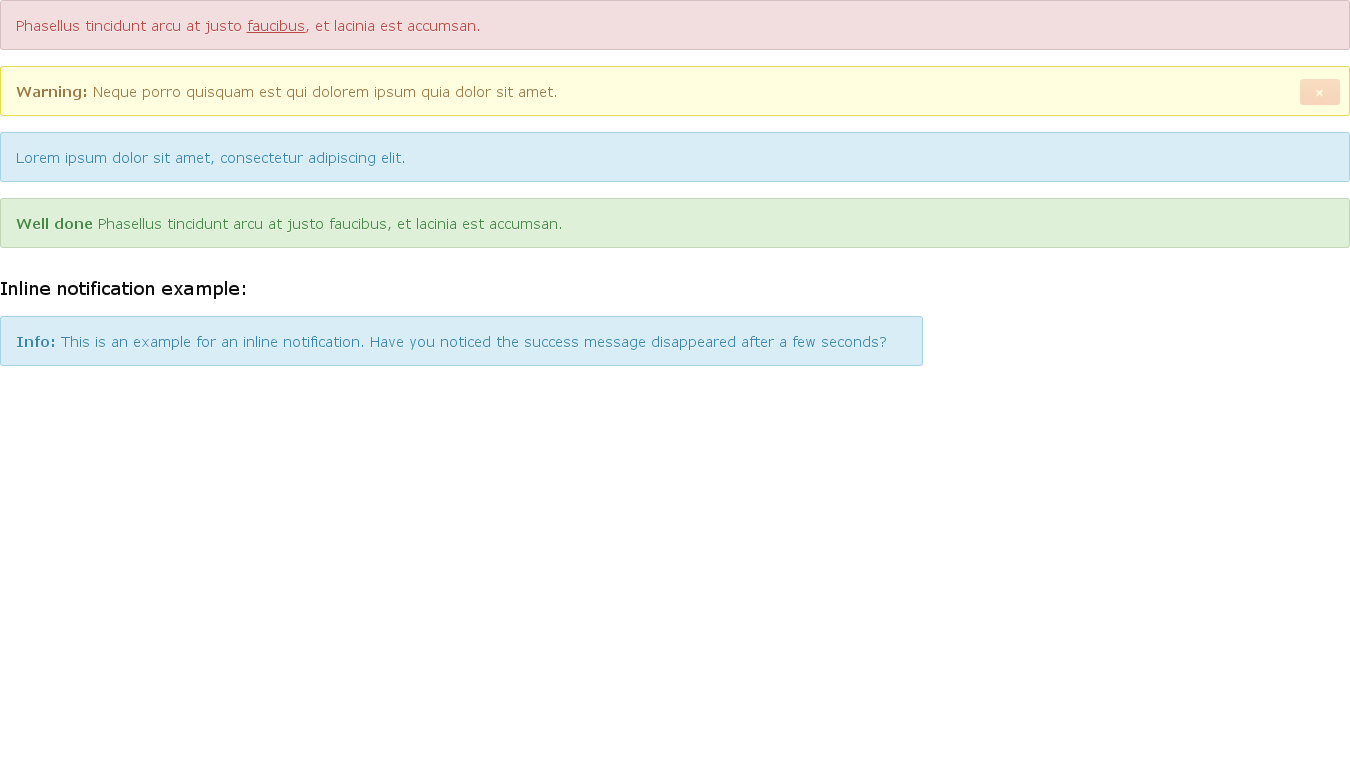 Phasellus tincidunt arcu at justo faucibus, et lacinia est accumsan.
Warning: Neque porro quisquam est qui dolorem ipsum quia dolor sit amet.
×
Lorem ipsum dolor sit amet, consectetur adipiscing elit.
Well done Phasellus tincidunt arcu at justo faucibus, et lacinia est accumsan.
Inline notification example:
Info: This is an example for an inline notification. Have you noticed the success message disappeared after a few seconds?